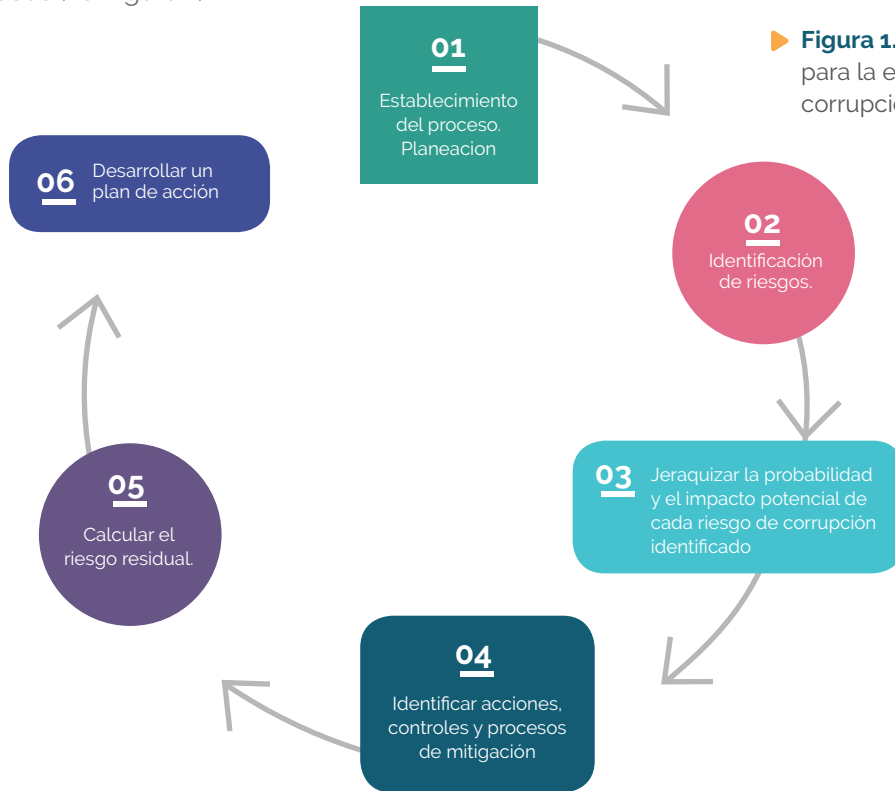 Figura 1.
para la e
corrupci
01
Establecimiento
del proceso.
Planeacion
02
Identificación
de riesgos.
03
Jeraquizar la probabilidad
y el impacto potencial de
cada riesgo de corrupción
identificado
04
Identificar acciones,
controles y procesos
de mitigación
05
Calcular el
riesgo residual.
06
Desarrollar un
plan de acción